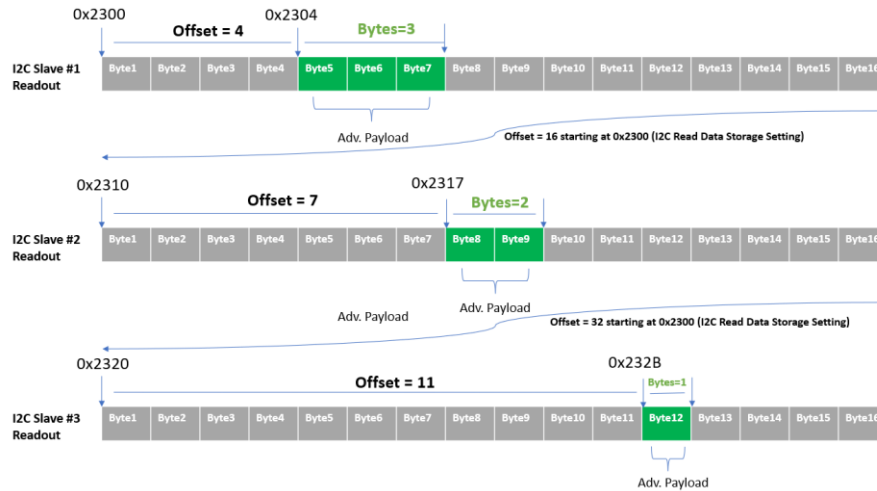 0x2300
Offset = 4
0x2304
Bytes=3
I2C Slave #1
Readout
Byte1 Byte2 Byte3 Byte4 Byte5 Byte6 Byte7 Byte8 Byte9 Byte10 Byte11 Byte12 Byte13 Byte14 Byte15 Byte16
Adv. Payload
Offset = 16 starting at 0x2300 (I2C Read Data Storage Setting)
0x2310
Offset = 7
0x2317
Bytes=2
I2C Slave #2
Readout
Byte1 Byte2 Byte3 Byte4 Byte5 Byte6 Byte7 Byte8 Byte9 Byte10 Byte11 Byte12 Byte13 Byte14 Byte15 Byte16
Adv. Payload
Adv. Payload
Offset = 32 starting at 0x2300 (I2C Read Data Storage Setting)
0x2320
Offset = 11
0x232B
Bytes=1
I2C Slave #3
Readout
Byte1 Byte2 Byte3 Byte4 Byte5 Byte6 Byte7 Byte8 Byte9 Byte10 Byte11 Byte12 Byte13 Byte14 Byte15 Byte16
Adv. Payload